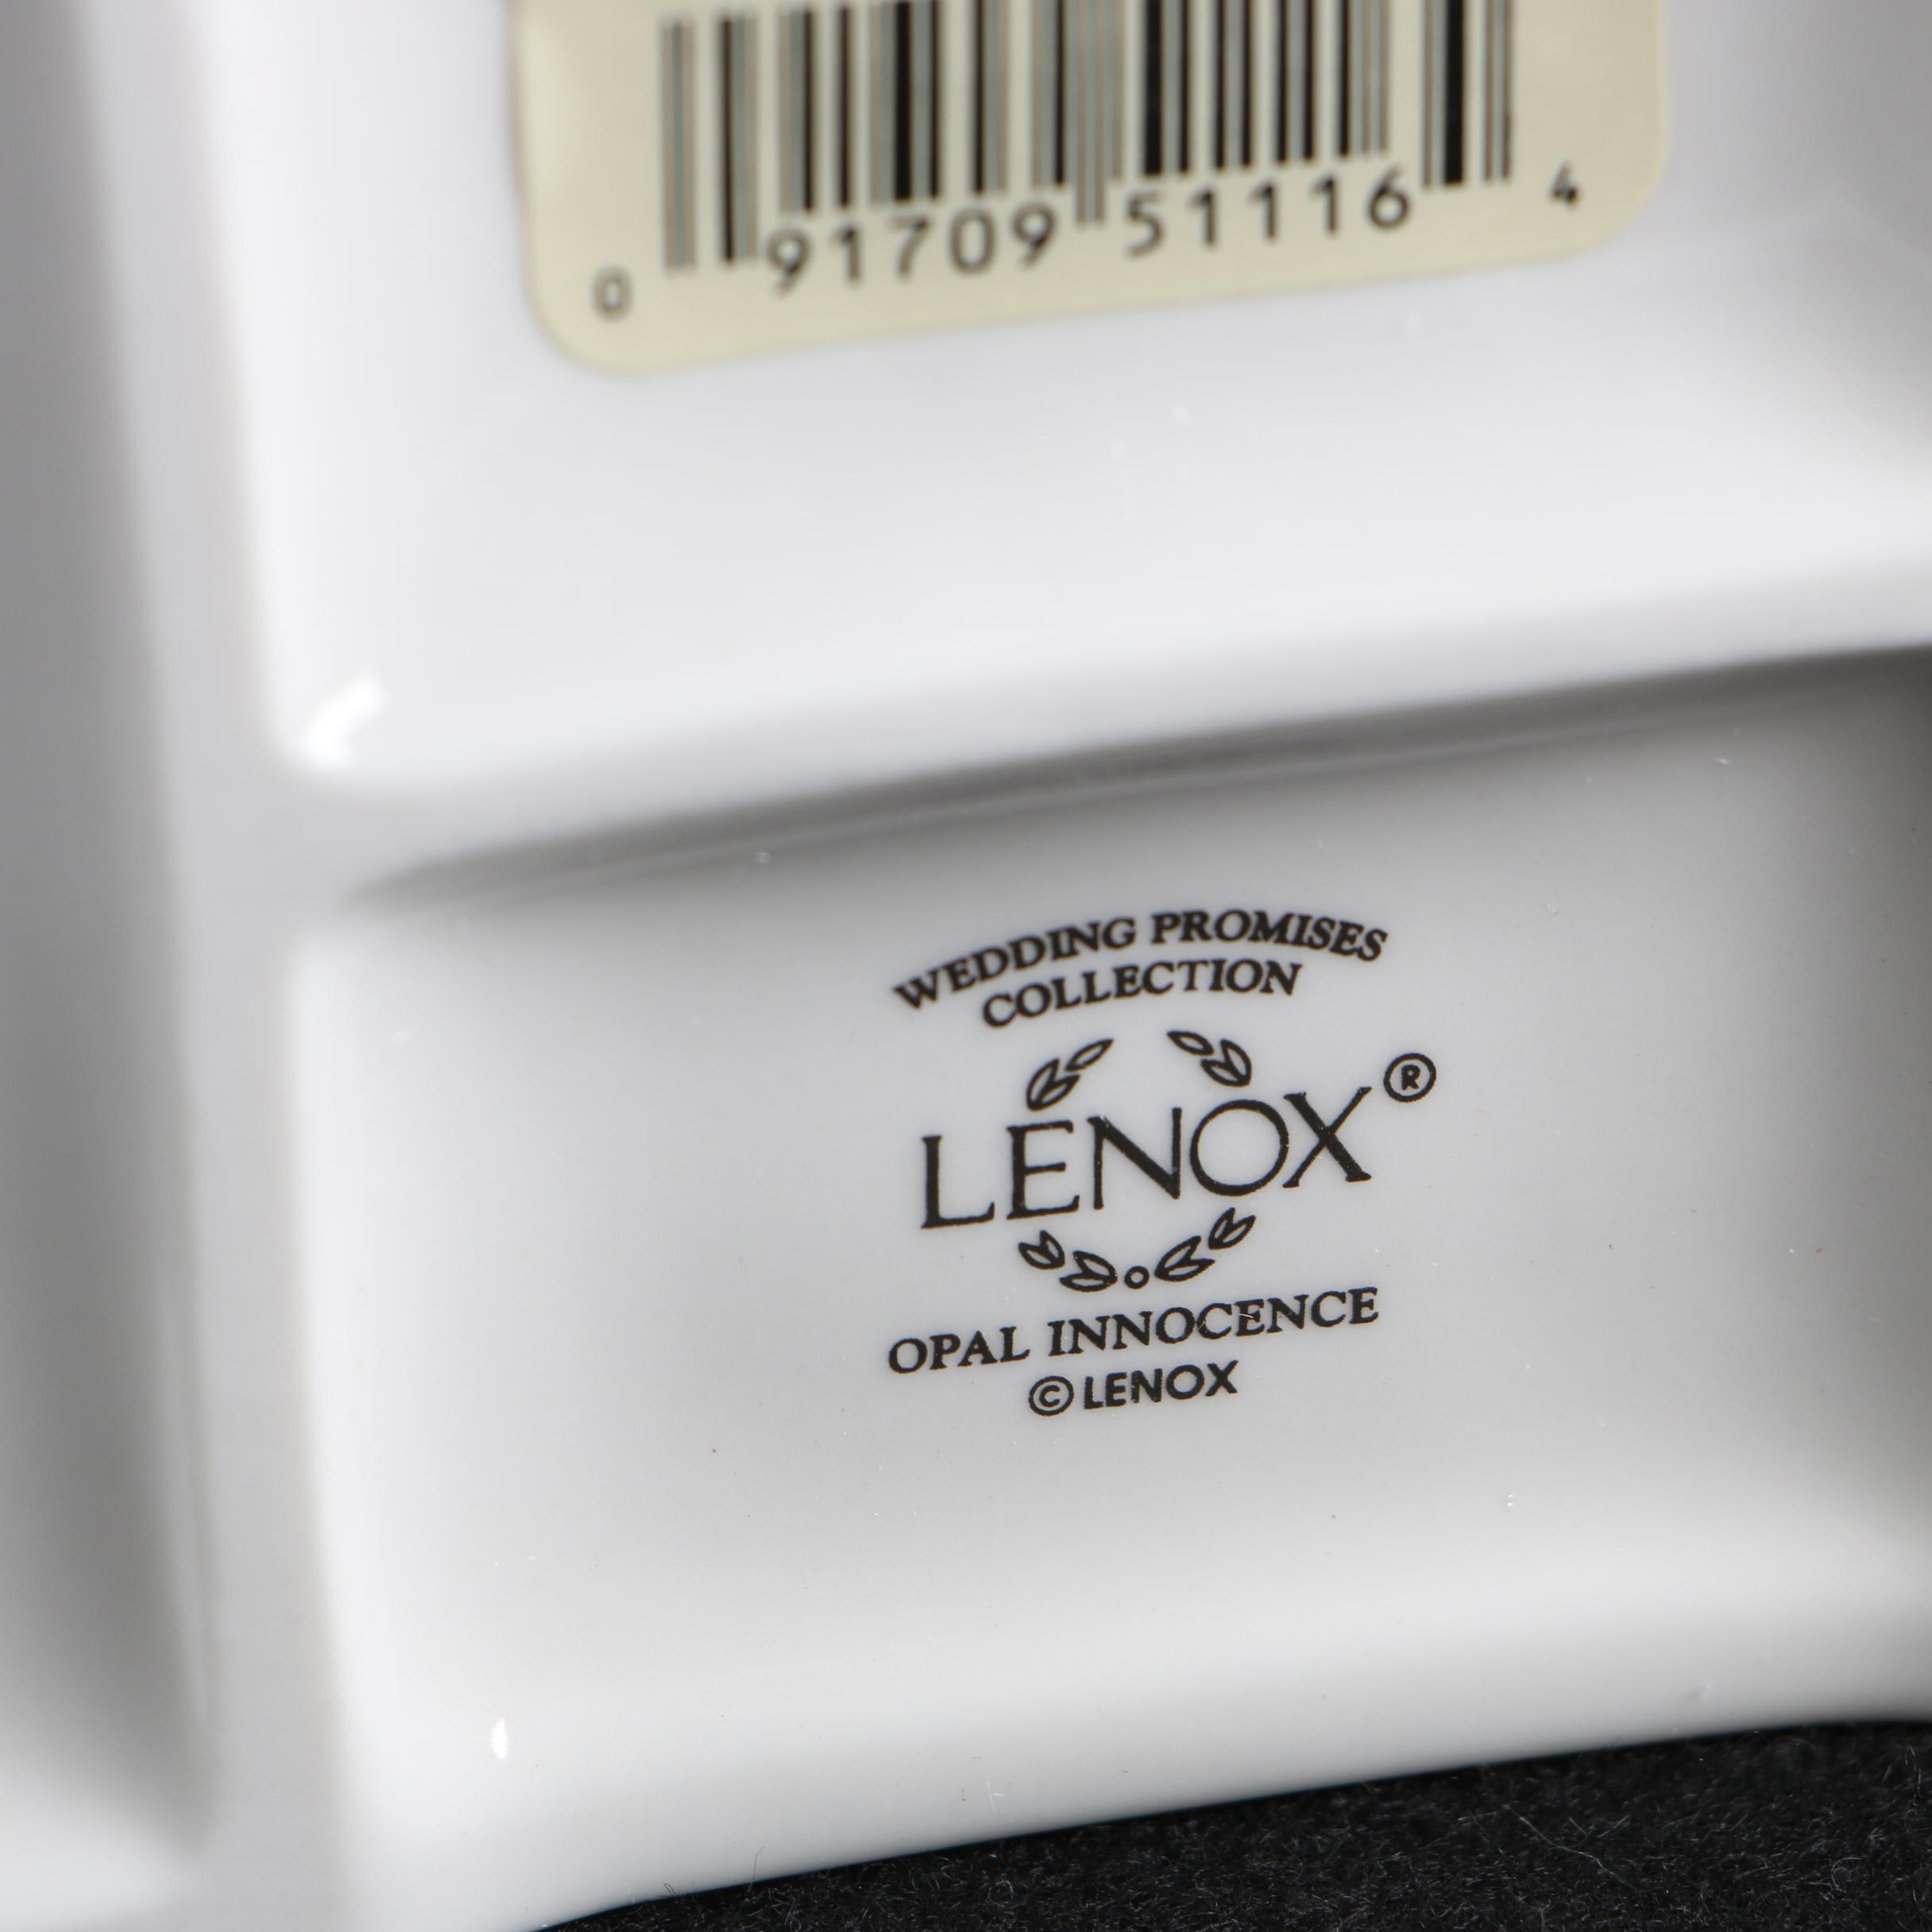 0 91709 51116 4
WEDDING PROMISES
COLLECTION
LENOX®
OPAL INNOCENCE
©LENOX